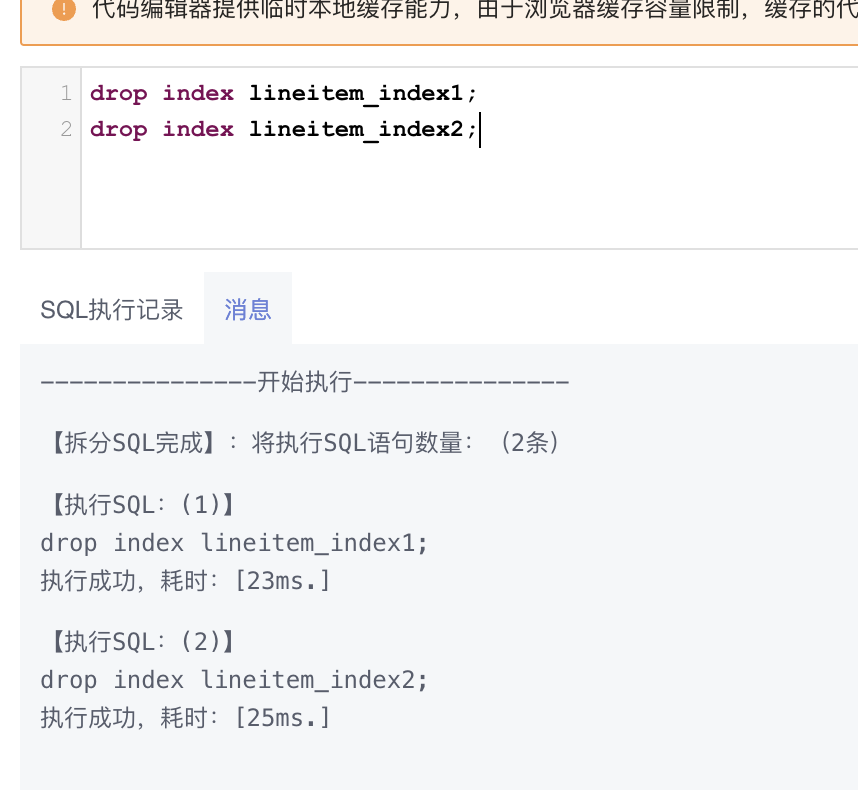 代码编辑器提供临时本地缓存能力，由于浏览器缓存容量限制，缓存的代
1 drop index lineitem_index1;
2 drop index lineitem_index2;
SQL执行记录 消息
---------------开始执行---------------
【拆分SQL完成】：将执行SQL语句数量：（2条）
【执行SQL：(1)】
drop index lineitem_index1;
执行成功，耗时：[23ms.]
【执行SQL：(2)】
drop index lineitem_index2;
执行成功，耗时：[25ms.]